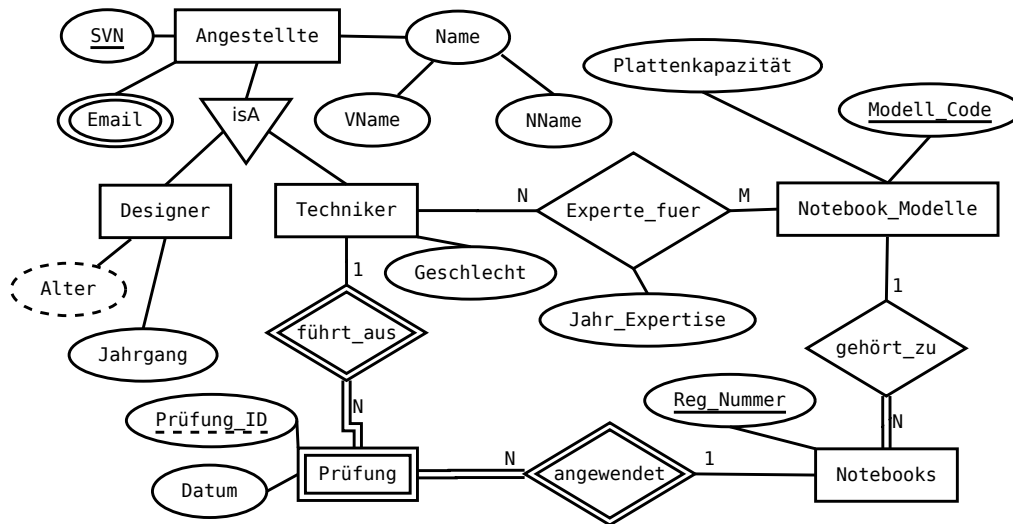 SVN
Angestellte
Name
Plattenkapazität
Email
isA
VName
NName
Modell_Code
Designer
Techniker
N
Experte_fuer
M
Notebook_Modelle
Alter
1
Geschlecht
1
Jahr_Expertise
führt_aus
Jahrgang
gehört_zu
N
Prüfung_ID
Reg_Nummer
N
Prüfung
N
angewendet
1
Notebooks
Datum